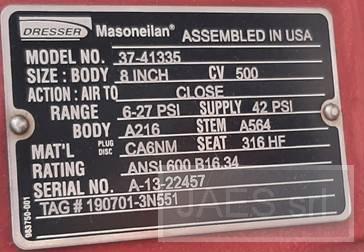 DRESSER Masoneilan® ASSEMBLED IN USA
MODEL NO. 37-41335
SIZE : BODY 8 INCH CV 500
ACTION : AIR TO CLOSE
RANGE 6-27 PSI SUPPLY 42 PSI
BODY A216 STEM A564
MAT'L PLUG DISC CA6NM SEAT 316 HF
RATING ANSI 600 B16.34
SERIAL NO. A-13-22457
TAG # 190701-3N551
083750-001
JAES srl